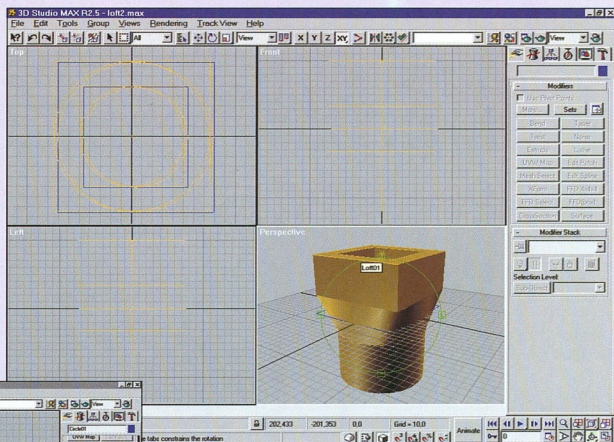 3D Studio MAX R2.5 - loft2.max
File Edit Tools Group Views Rendering Track View Help
All View X Y Z XY View
Top Front
Modifiers
Use Pivot Points
More... Sets
Bend Taper
Twist Noise
Extrude Lathe
UVW Map Edit Patch
Mesh Select Edit Spline
XForm FFD 4x4x4
FFD Select FFD(box)
CrossSection Surface
Left Perspective
Loft01
Modifier Stack
Selection Level:
Sub-Object
View
Circle01
UVW Map
202,433 -201,353 0,0 Grid = 10,0 Animate
e tabs constrains the rotation 0